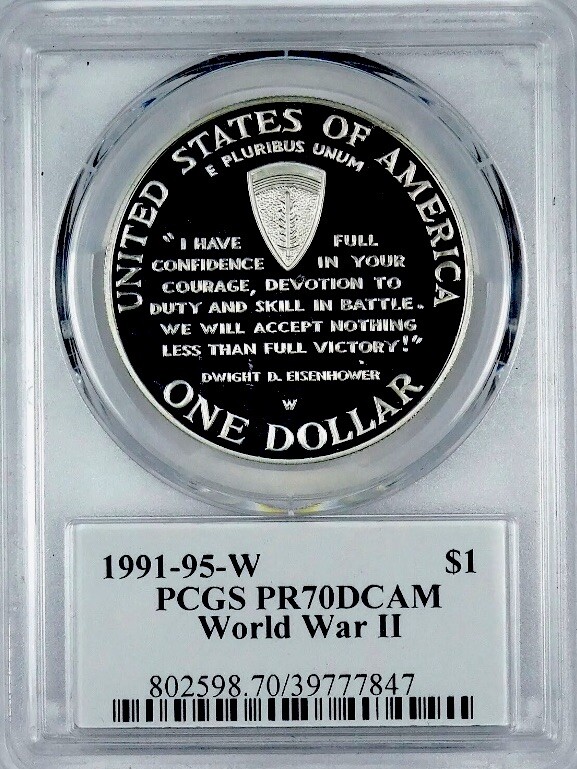 UNITED STATES OF AMERICA
E PLURIBUS UNUM
"I HAVE FULL
CONFIDENCE IN YOUR
COURAGE, DEVOTION TO
DUTY AND SKILL IN BATTLE.
WE WILL ACCEPT NOTHING
LESS THAN FULL VICTORY!"
DWIGHT D. EISENHOWER
W
ONE DOLLAR
1991-95-W $1
PCGS PR70DCAM
World War II
802598.70/39777847